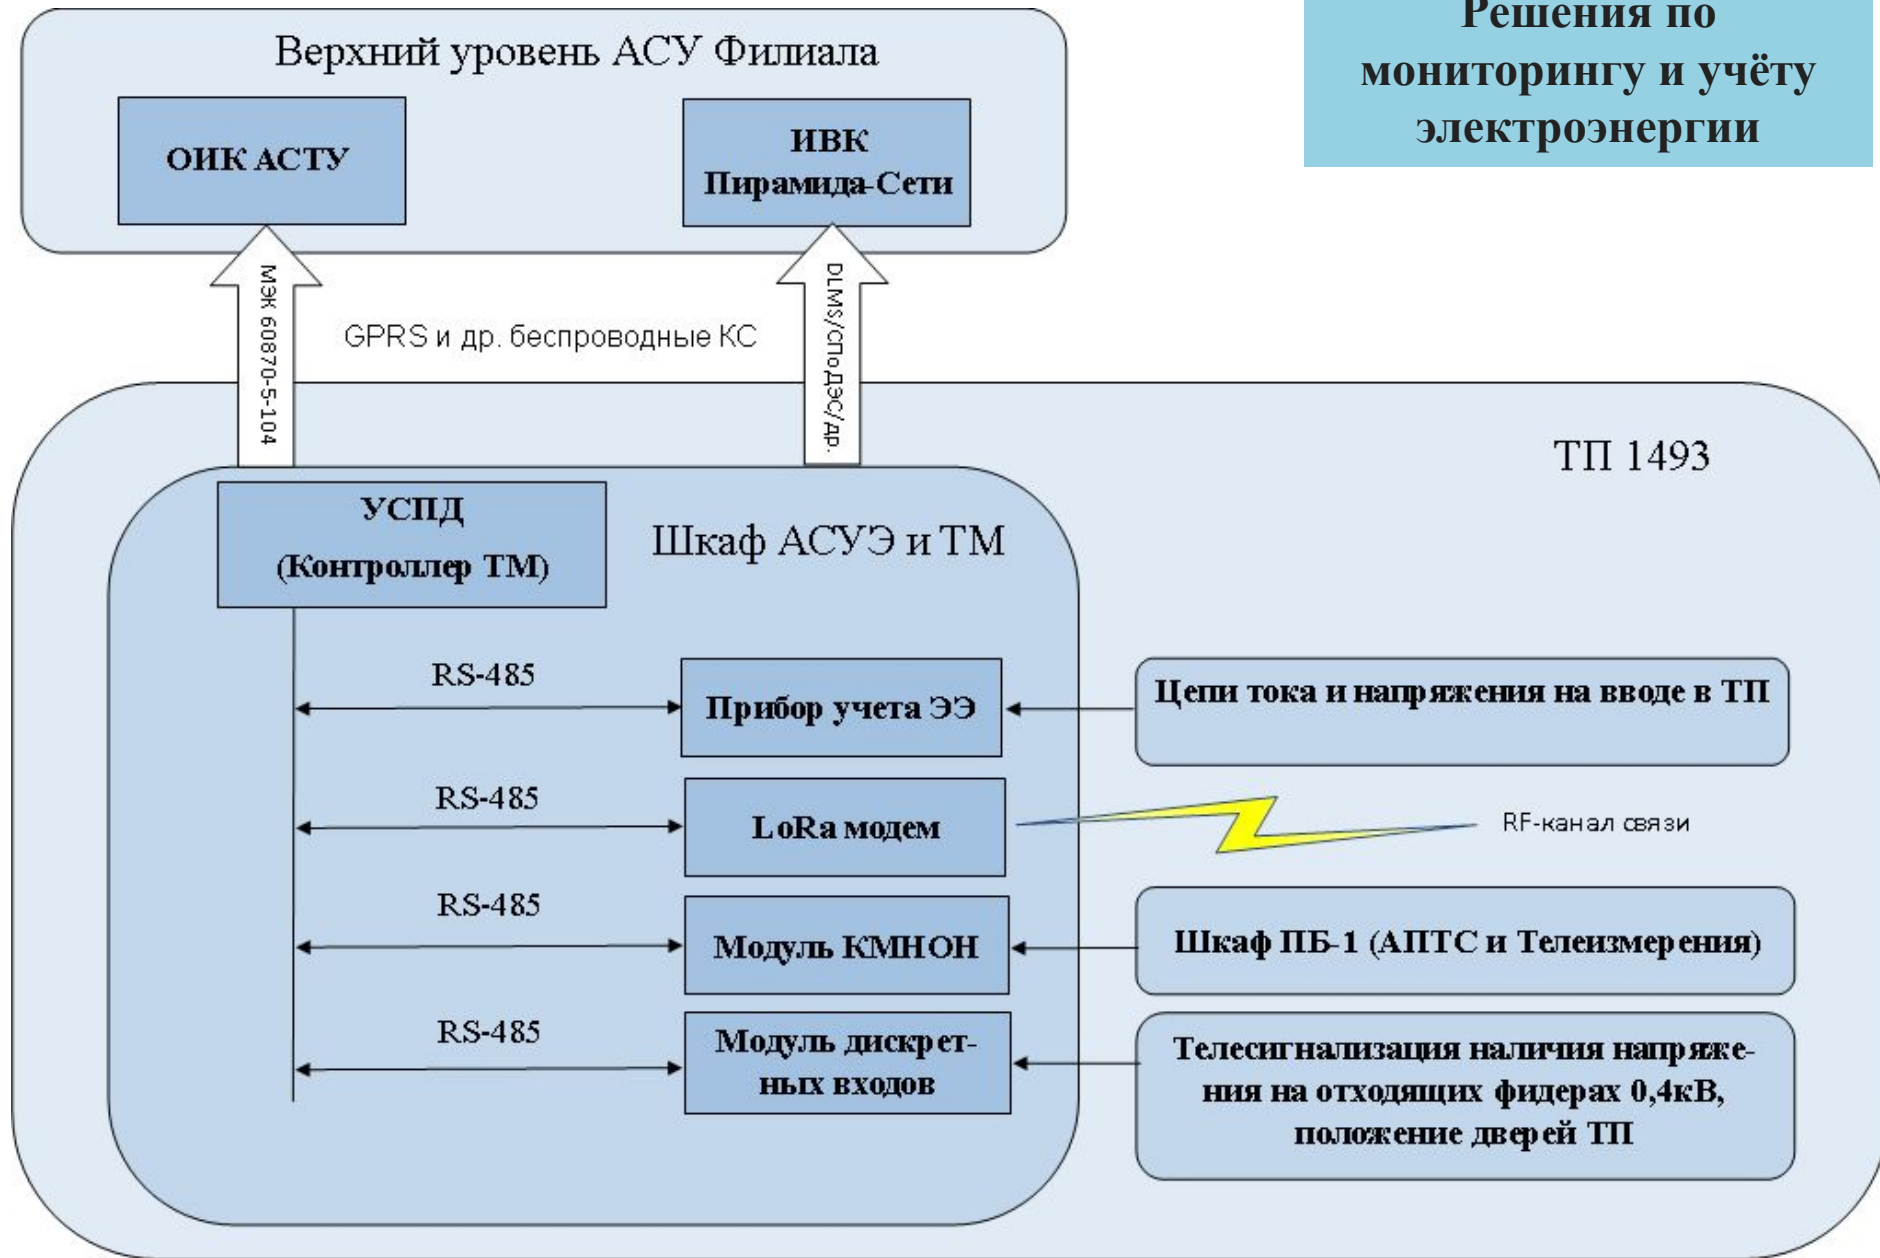 Решения по
мониторингу и учёту
электроэнергии
Верхний уровень АСУ Филиала
ОИК АСТУ
ИВК
Пирамида-Сети
МЭК 60870-5-104
GPRS и др. беспроводные КС
DLMS/СПоДЭС/др.
ТП 1493
УСПД
(Контроллер ТМ)
Шкаф АСУЭ и ТМ
RS-485
Прибор учета ЭЭ
Цепи тока и напряжения на вводе в ТП
RS-485
LoRa модем
RF-канал связи
RS-485
Модуль КМНОН
Шкаф ПБ-1 (АПТС и Телеизмерения)
RS-485
Модуль дискрет-
ных входов
Телесигнализация наличия напряже-
ния на отходящих фидерах 0,4кВ,
положение дверей ТП